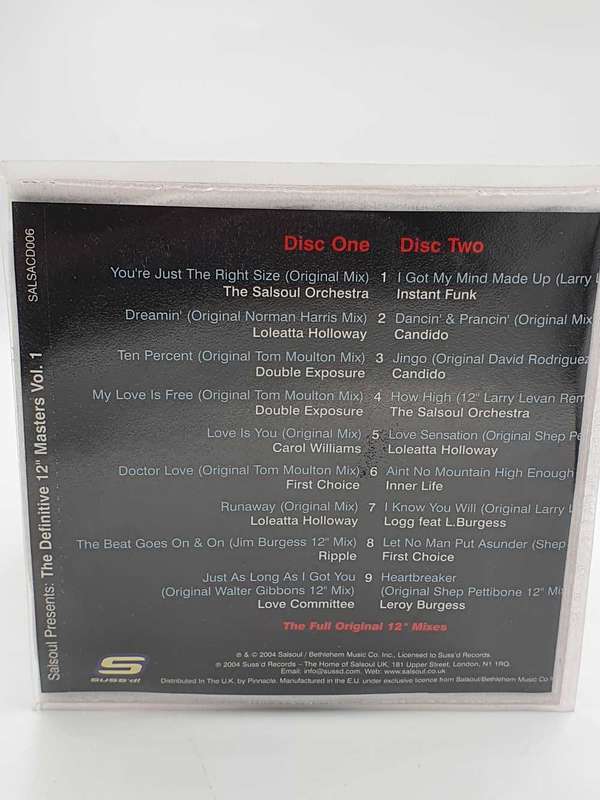 SALSACD006
Salsoul Presents: The Definitive 12" Masters Vol. 1
Disc One
You're Just The Right Size (Original Mix)
The Salsoul Orchestra
Dreamin' (Original Norman Harris Mix)
Loleatta Holloway
Ten Percent (Original Tom Moulton Mix)
Double Exposure
My Love Is Free (Original Tom Moulton Mix)
Double Exposure
Love Is You (Original Mix)
Carol Williams
Doctor Love (Original Tom Moulton Mix)
First Choice
Runaway (Original Mix)
Loleatta Holloway
The Beat Goes On & On (Jim Burgess 12" Mix)
Ripple
Just As Long As I Got You
(Original Walter Gibbons 12" Mix)
Love Committee
Disc Two
1 I Got My Mind Made Up (Larry
Instant Funk
2 Dancin' & Prancin' (Original Mix
Candido
3 Jingo (Original David Rodriguez
Candido
4 How High (12" Larry Levan Rem
The Salsoul Orchestra
5 Love Sensation (Original Shep Pe
Loleatta Holloway
6 Aint No Mountain High Enough
Inner Life
7 I Know You Will (Original Larry L
Logg feat L.Burgess
8 Let No Man Put Asunder (Shep
First Choice
9 Heartbreaker
(Original Shep Pettibone 12" Mi
Leroy Burgess
The Full Original 12" Mixes
S
suss'd!
℗ & © 2004 Salsoul / Bethlehem Music Co. Inc., Licensed to Suss'd Records
℗ 2004 Suss'd Records – The Home of Salsoul UK, 181 Upper Street, London, N1 1RQ.
Email: info@sussd.com. Web: www.salsoul.co.uk
Distributed In The U.K. by Pinnacle. Manufactured in the E.U. under exclusive licence from Salsoul/Bethlehem Music Co